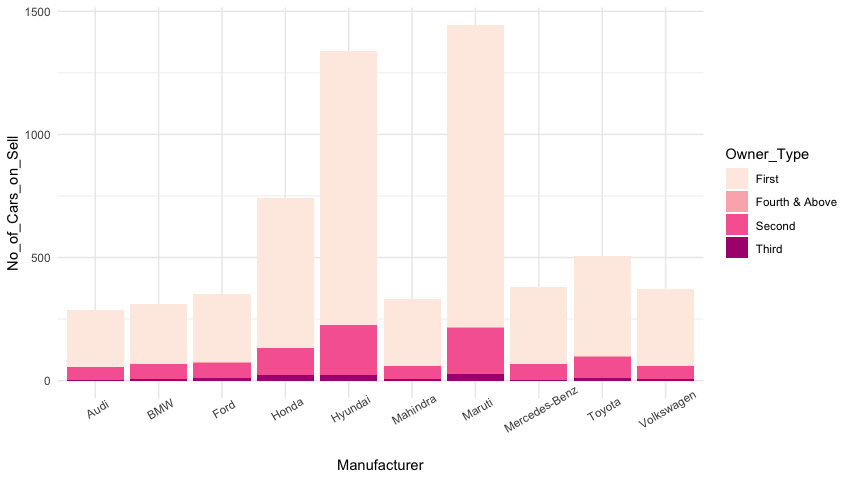 1500
1000
500
0
No_of_Cars_on_Sell
Audi
BMW
Ford
Honda
Hyundai
Mahindra
Maruti
Mercedes-Benz
Toyota
Volkswagen
Manufacturer
Owner_Type
First
Fourth & Above
Second
Third